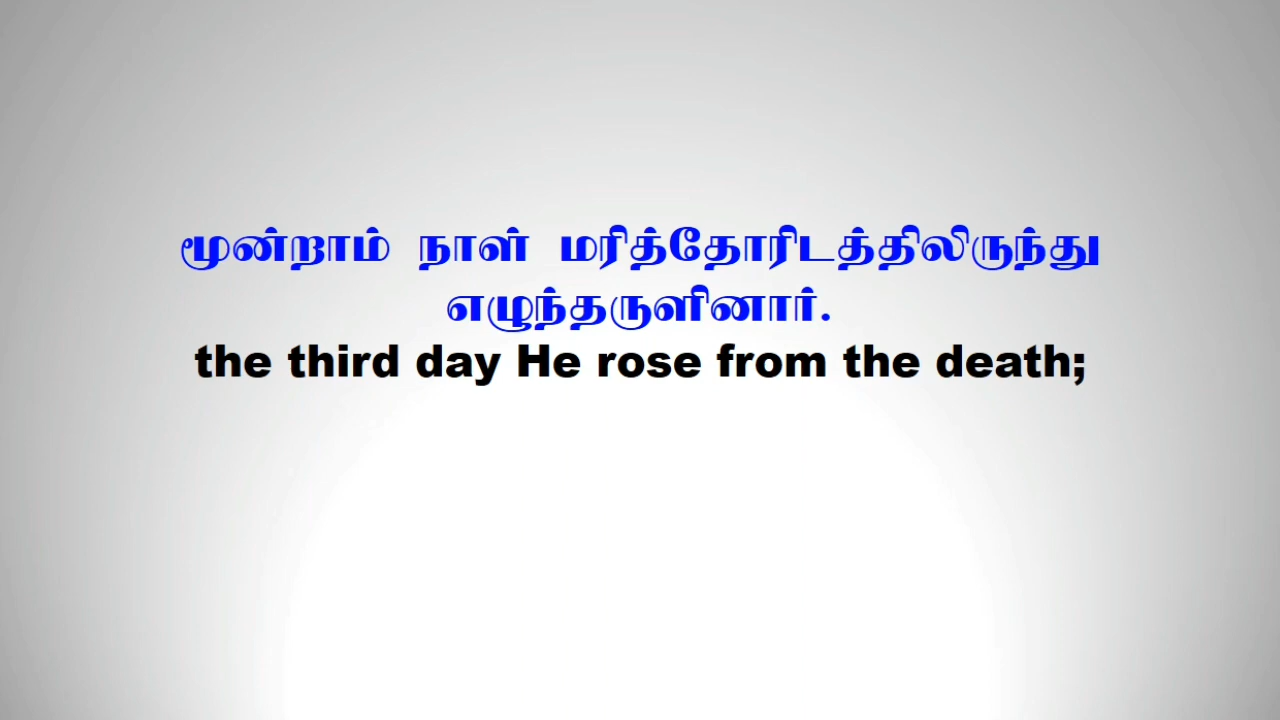 மூன்றாம் நாள் மரித்தோரிடத்திலிருந்து
எழுந்தருளினார்.
the third day He rose from the death;